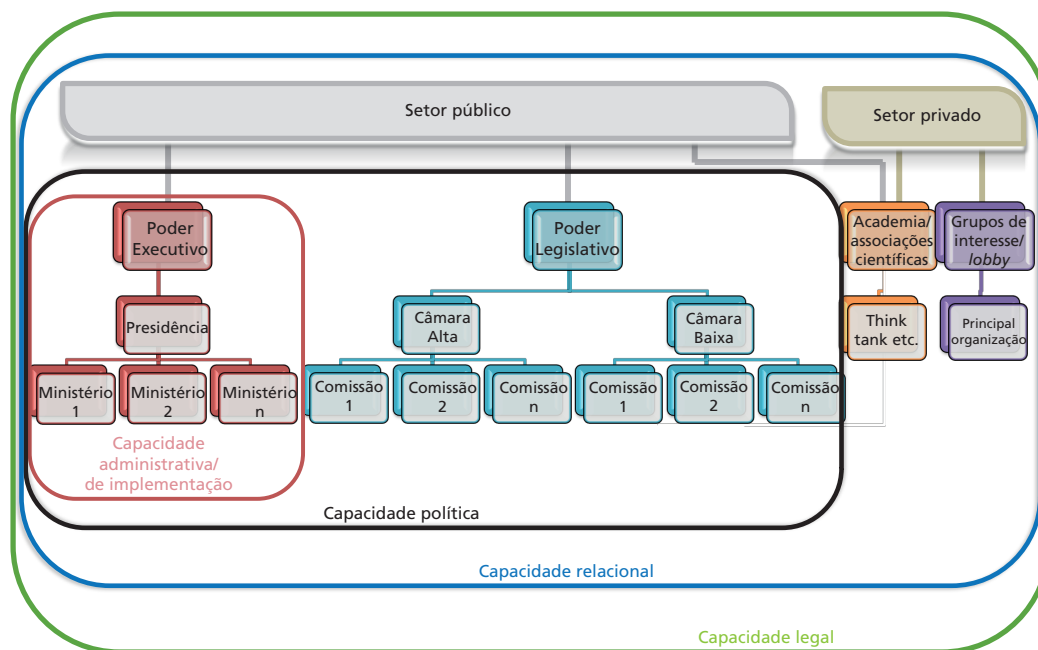 Setor público
Setor privado
Poder
Executivo
Poder
Legislativo
Academia/
associações
científicas
Grupos de
interesse/
lobby
Presidência
Câmara
Alta
Câmara
Baixa
Think
tank etc.
Principal
organização
Ministério
1
Ministério
2
Ministério
n
Comissão
1
Comissão
2
Comissão
n
Comissão
1
Comissão
2
Comissão
n
Capacidade
administrativa/
de implementação
Capacidade política
Capacidade relacional
Capacidade legal